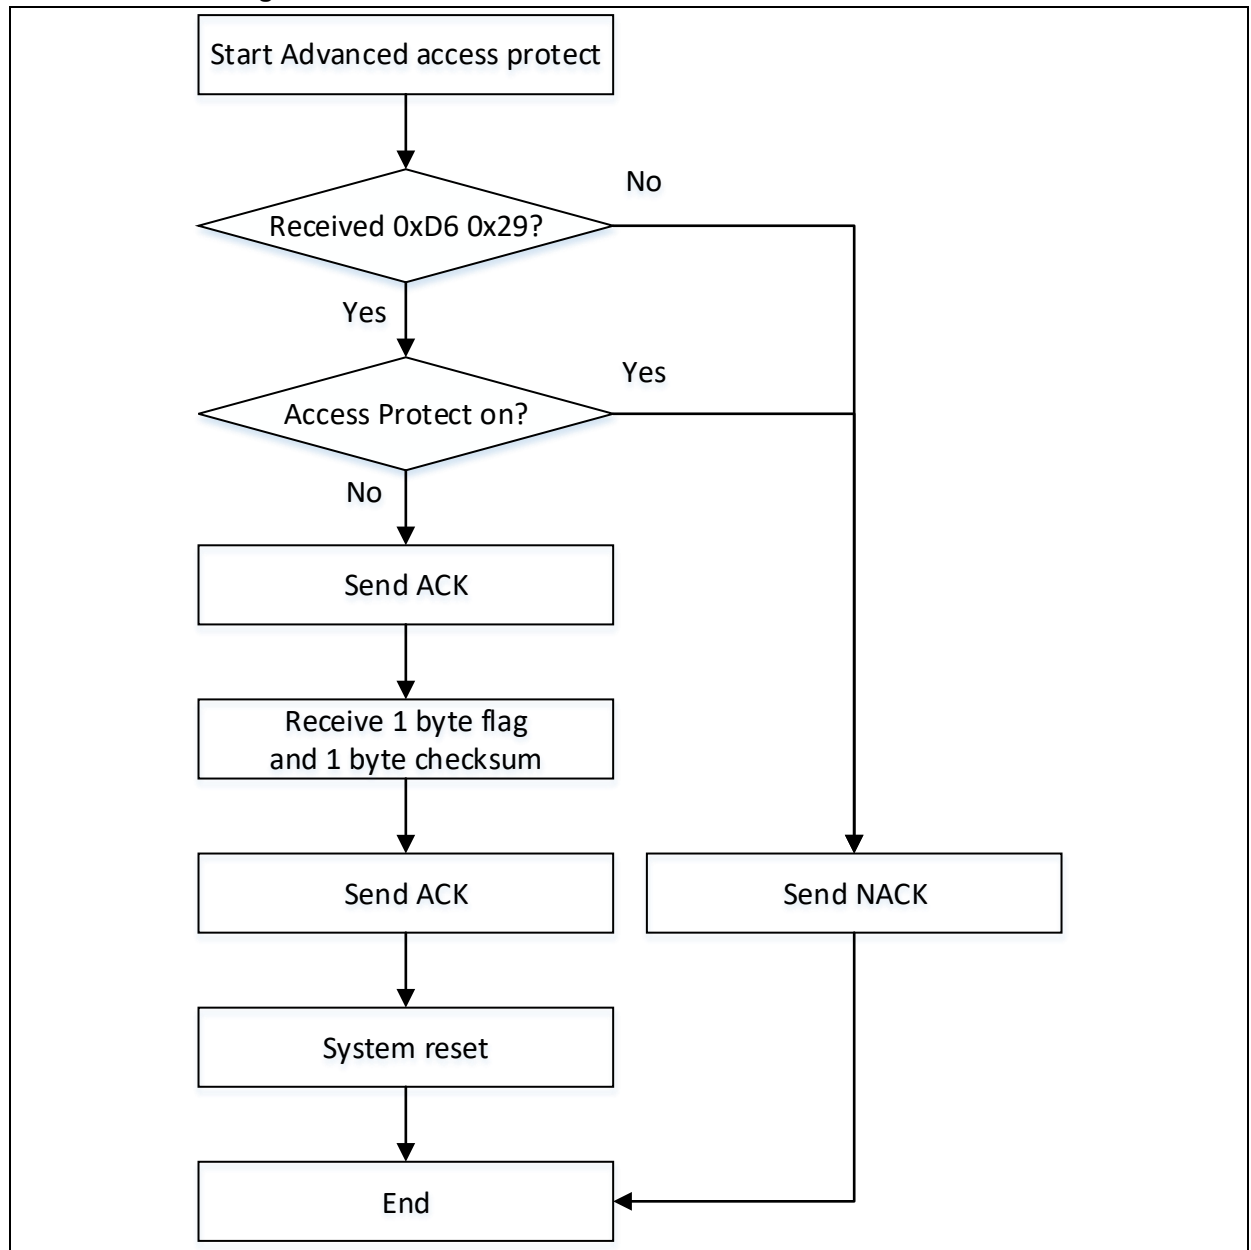 Start Advanced access protect
No
Received 0xD6 0x29?
Yes
Yes
Access Protect on?
No
Send ACK
Receive 1 byte flag
and 1 byte checksum
Send ACK
Send NACK
System reset
End